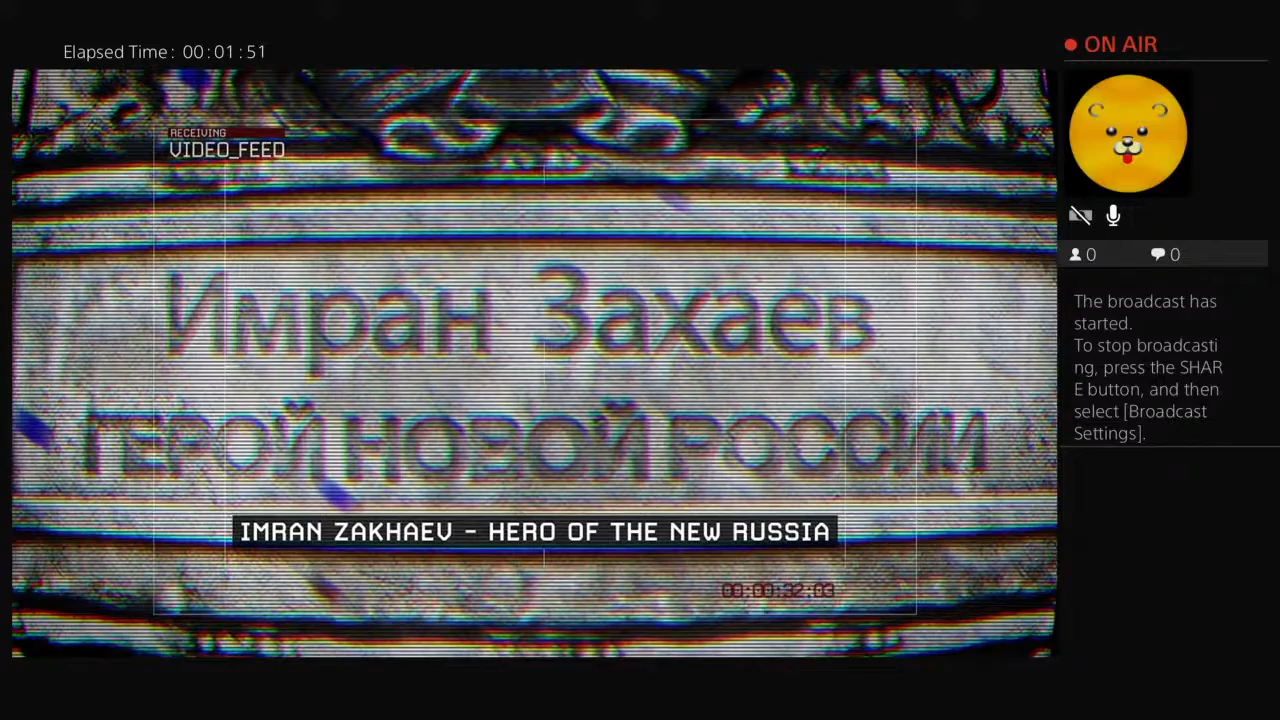 Elapsed Time: 00:01:51
ON AIR
RECEIVING
VIDEO_FEED
0 0
The broadcast has
started.
To stop broadcasti
ng, press the SHAR
E button, and then
select [Broadcast
Settings].
Имран Захаев
ГЕРОЙ НОВОЙ РОССИИ
IMRAN ZAKHAEV - HERO OF THE NEW RUSSIA
00:00:32:03